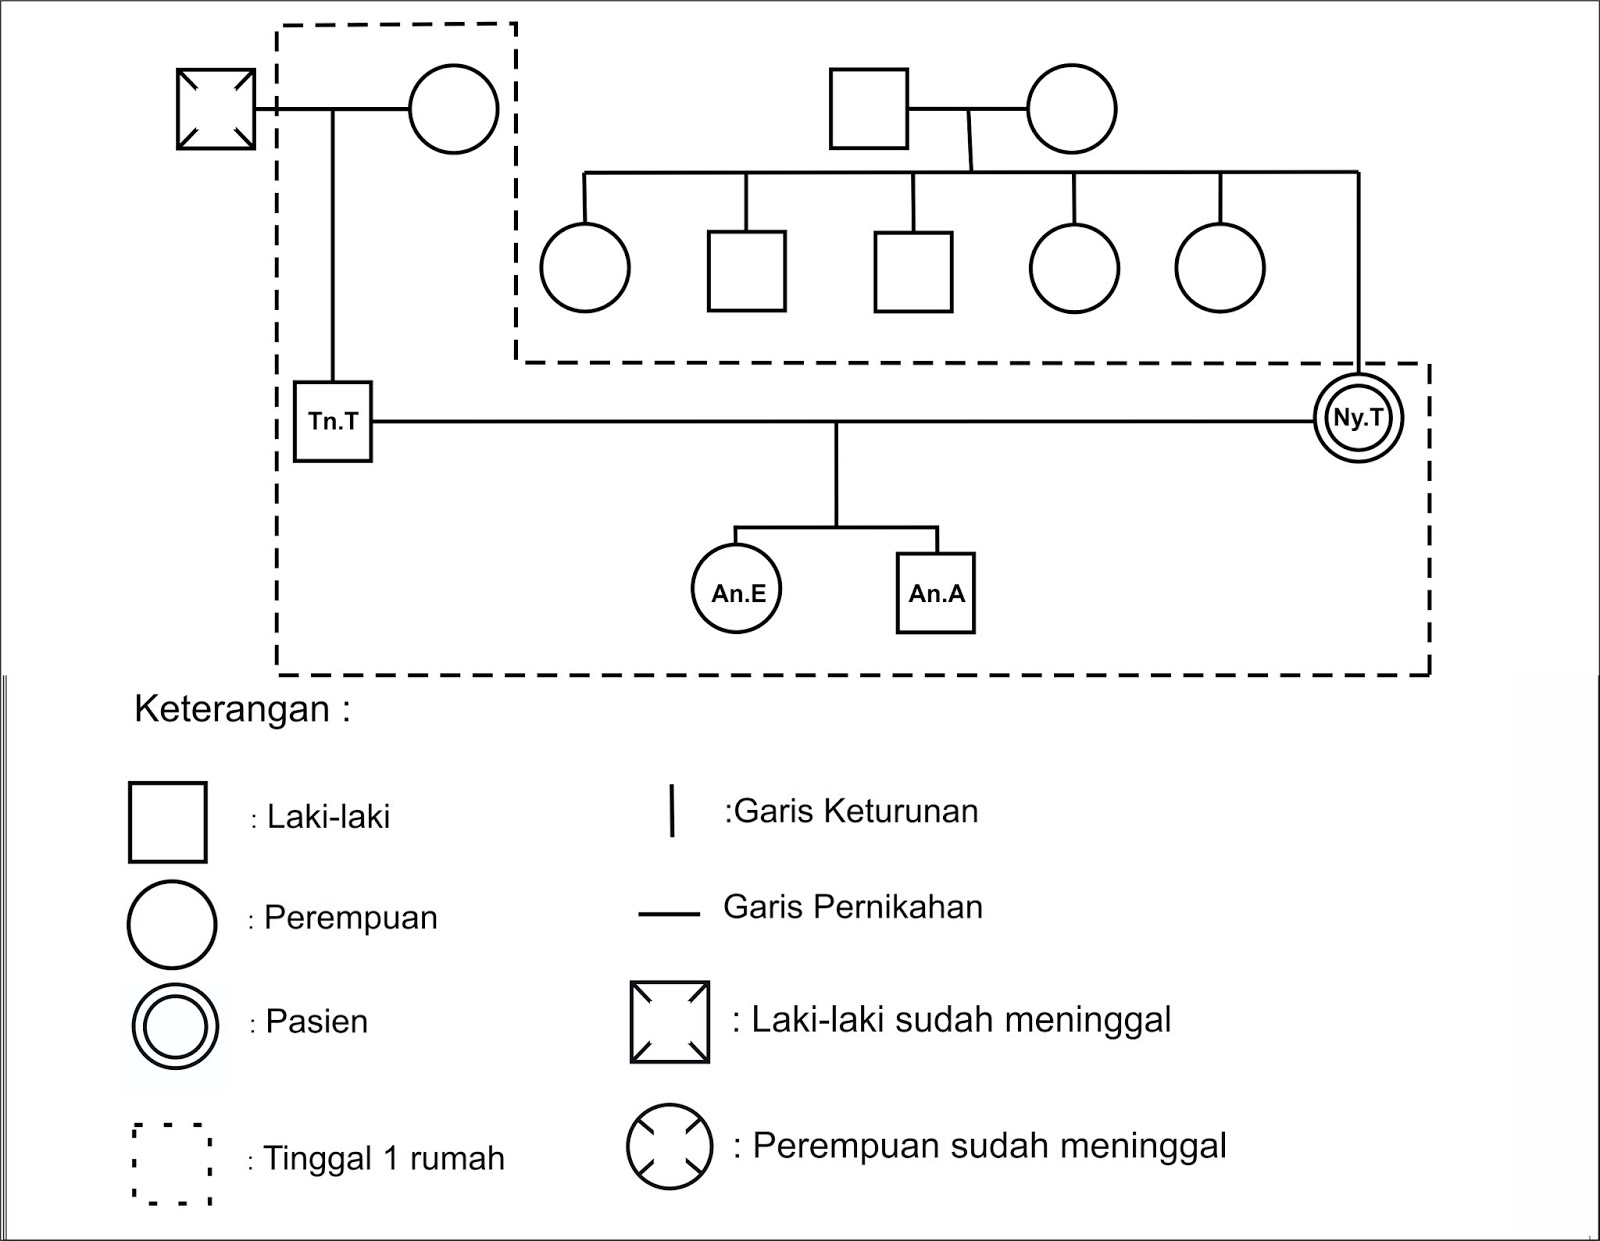 Tn.T
Ny.T
An.E
An.A
Keterangan :
: Laki-laki
:Garis Keturunan
: Perempuan
Garis Pernikahan
: Pasien
: Laki-laki sudah meninggal
: Tinggal 1 rumah
: Perempuan sudah meninggal